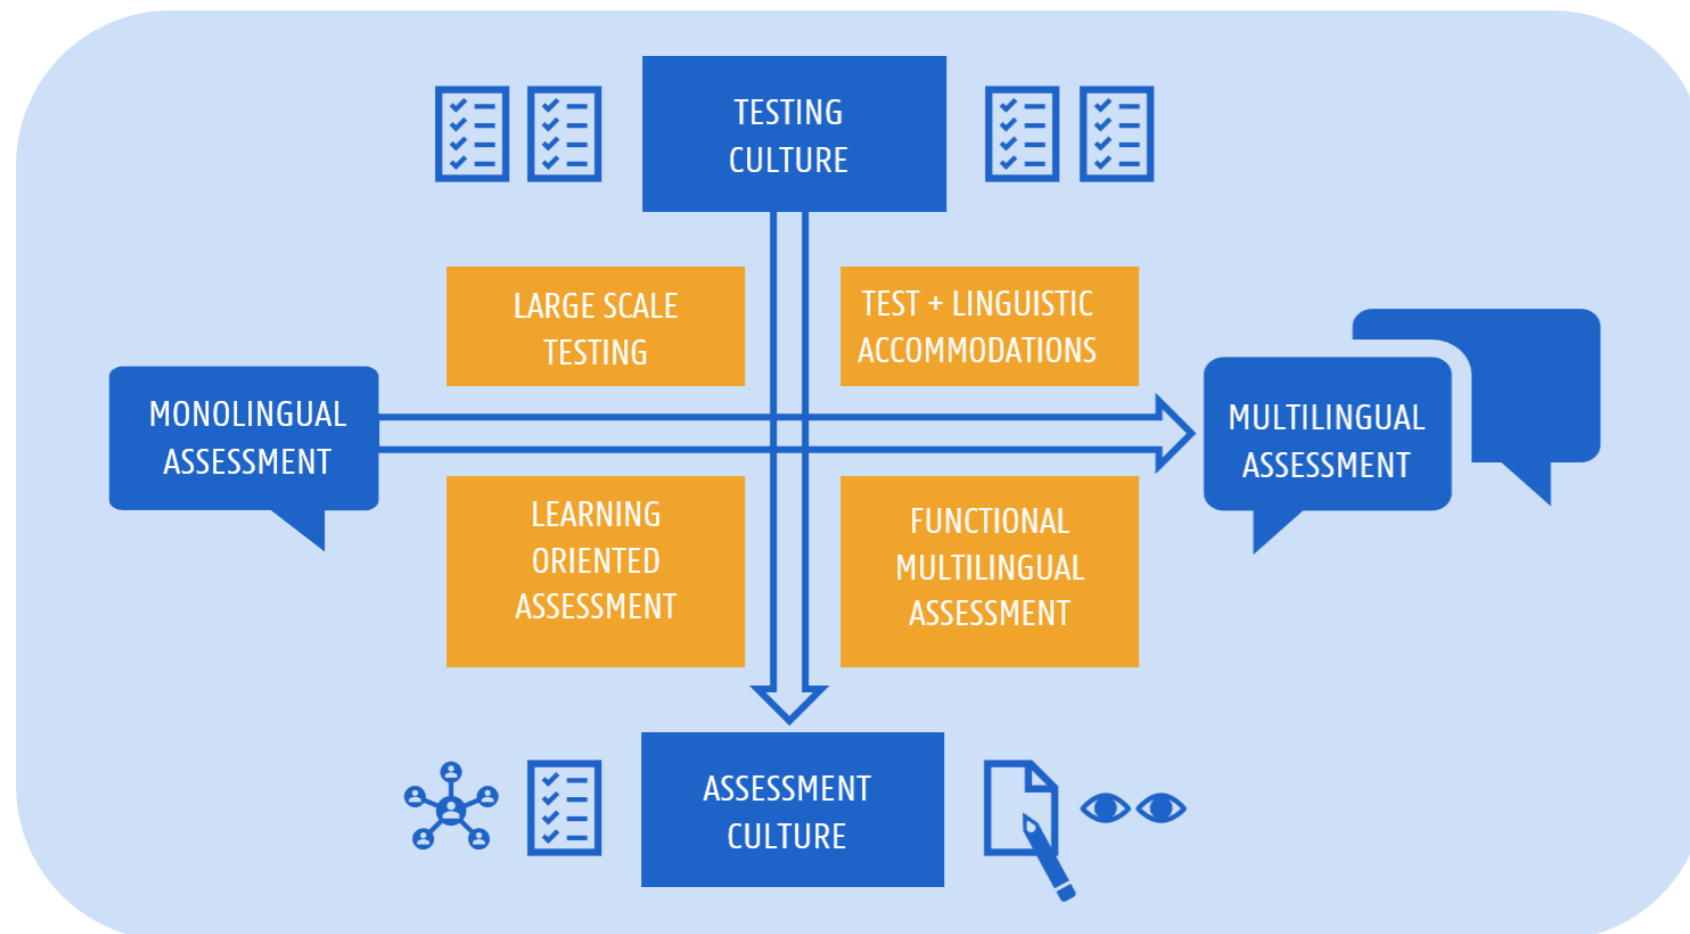 TESTING
CULTURE
LARGE SCALE
TESTING
TEST + LINGUISTIC
ACCOMMODATIONS
MONOLINGUAL
ASSESSMENT
MULTILINGUAL
ASSESSMENT
LEARNING
ORIENTED
ASSESSMENT
FUNCTIONAL
MULTILINGUAL
ASSESSMENT
ASSESSMENT
CULTURE